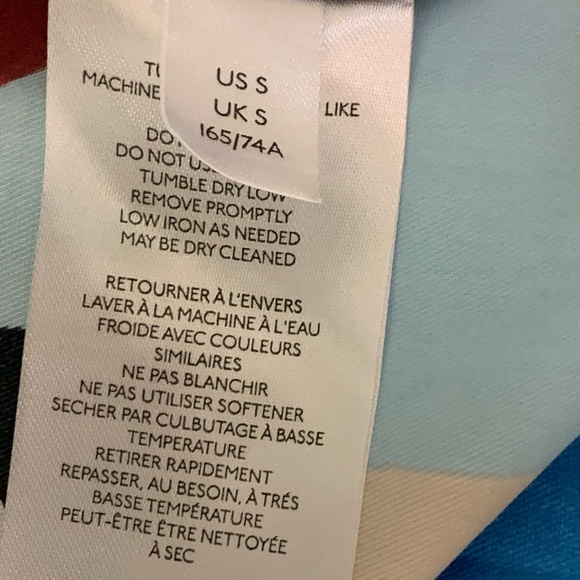 US S
UK S
165/74A
MACHINE
LIKE
DO
DO NOT
TUMBLE DRY LOW
REMOVE PROMPTLY
LOW IRON AS NEEDED
MAY BE DRY CLEANED
RETOURNER À L'ENVERS
LAVER À LA MACHINE À L'EAU
FROIDE AVEC COULEURS
SIMILAIRES
NE PAS BLANCHIR
NE PAS UTILISER SOFTENER
SECHER PAR CULBUTAGE À BASSE
TEMPERATURE
RETIRER RAPIDEMENT
REPASSER, AU BESOIN, À TRÉS
BASSE TEMPÉRATURE
PEUT-ÊTRE ÊTRE NETTOYÉE
À SEC